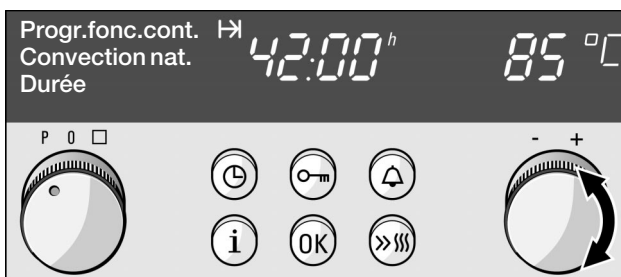 Progr.fonc.cont.
Convection nat.
Durée
42:00 h
85 °C
P 0 □
- +
i
OK